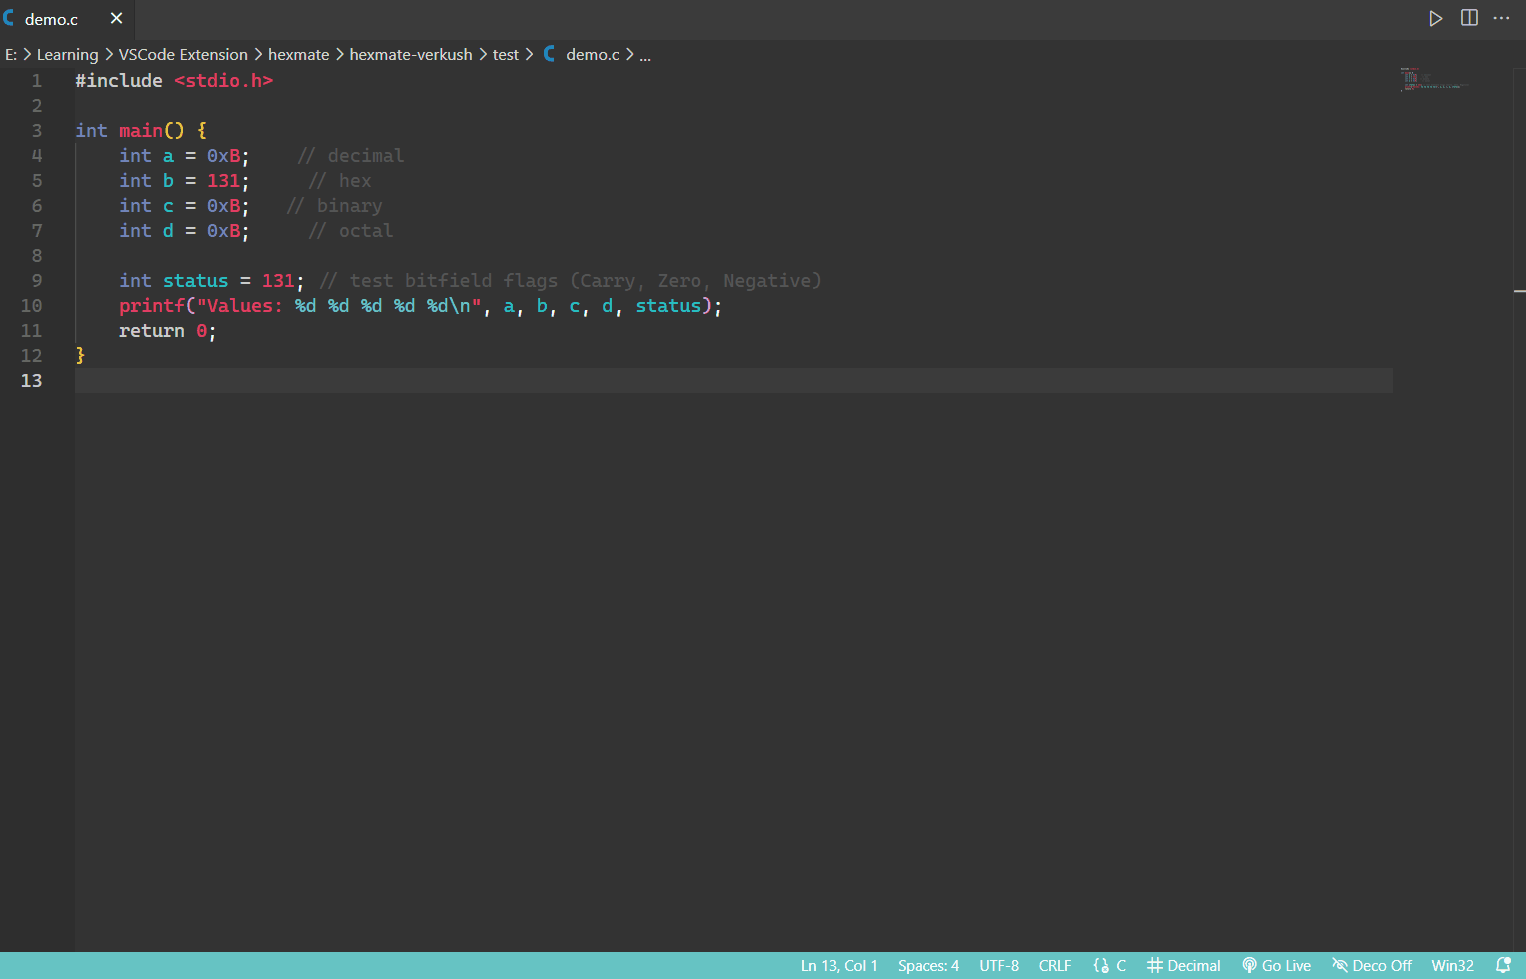 demo.c
E: > Learning > VSCode Extension > hexmate > hexmate-verkush > test > demo.c > ...
1 #include <stdio.h>
2
3 int main() {
4     int a = 0xB;    // decimal
5     int b = 131;     // hex
6     int c = 0xB;   // binary
7     int d = 0xB;     // octal
8
9     int status = 131; // test bitfield flags (Carry, Zero, Negative)
10     printf("Values: %d %d %d %d %d\n", a, b, c, d, status);
11     return 0;
12 }
13
Ln 13, Col 1 Spaces: 4 UTF-8 CRLF C Decimal Go Live Deco Off Win32